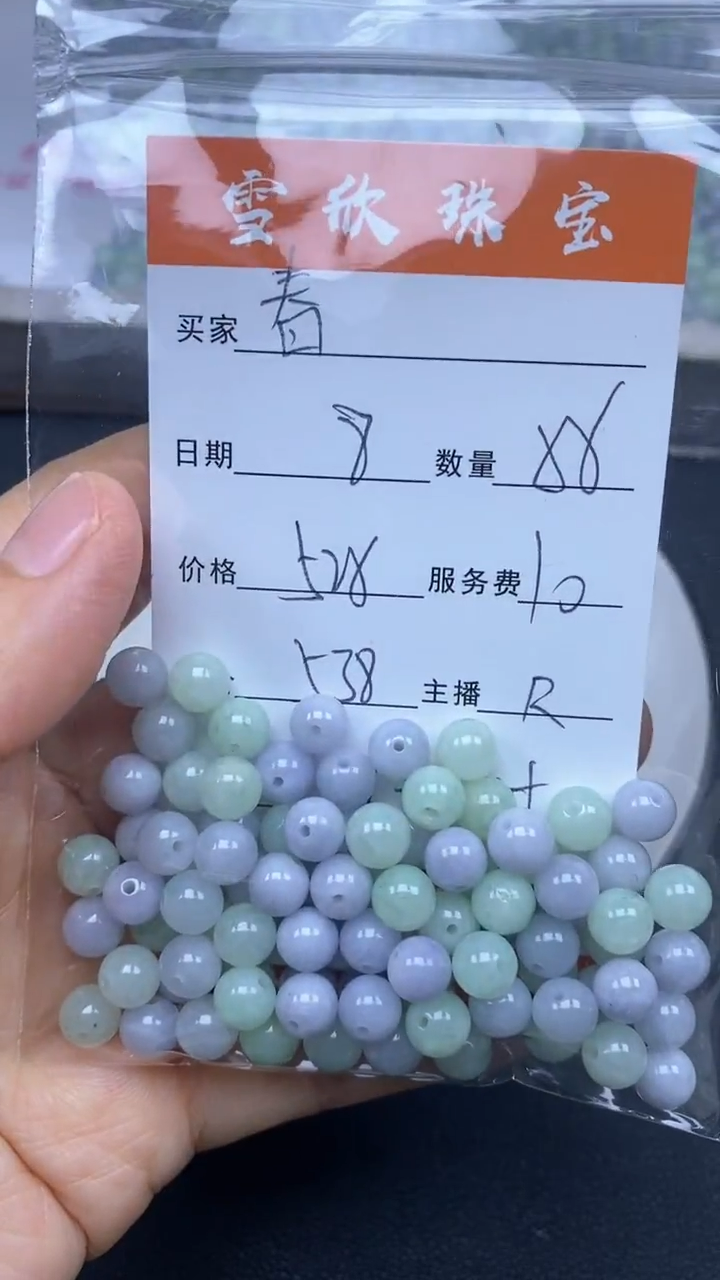 雪欣珠宝
买家 春
日期 8 数量 88
价格 528 服务费 10
538 主播 R